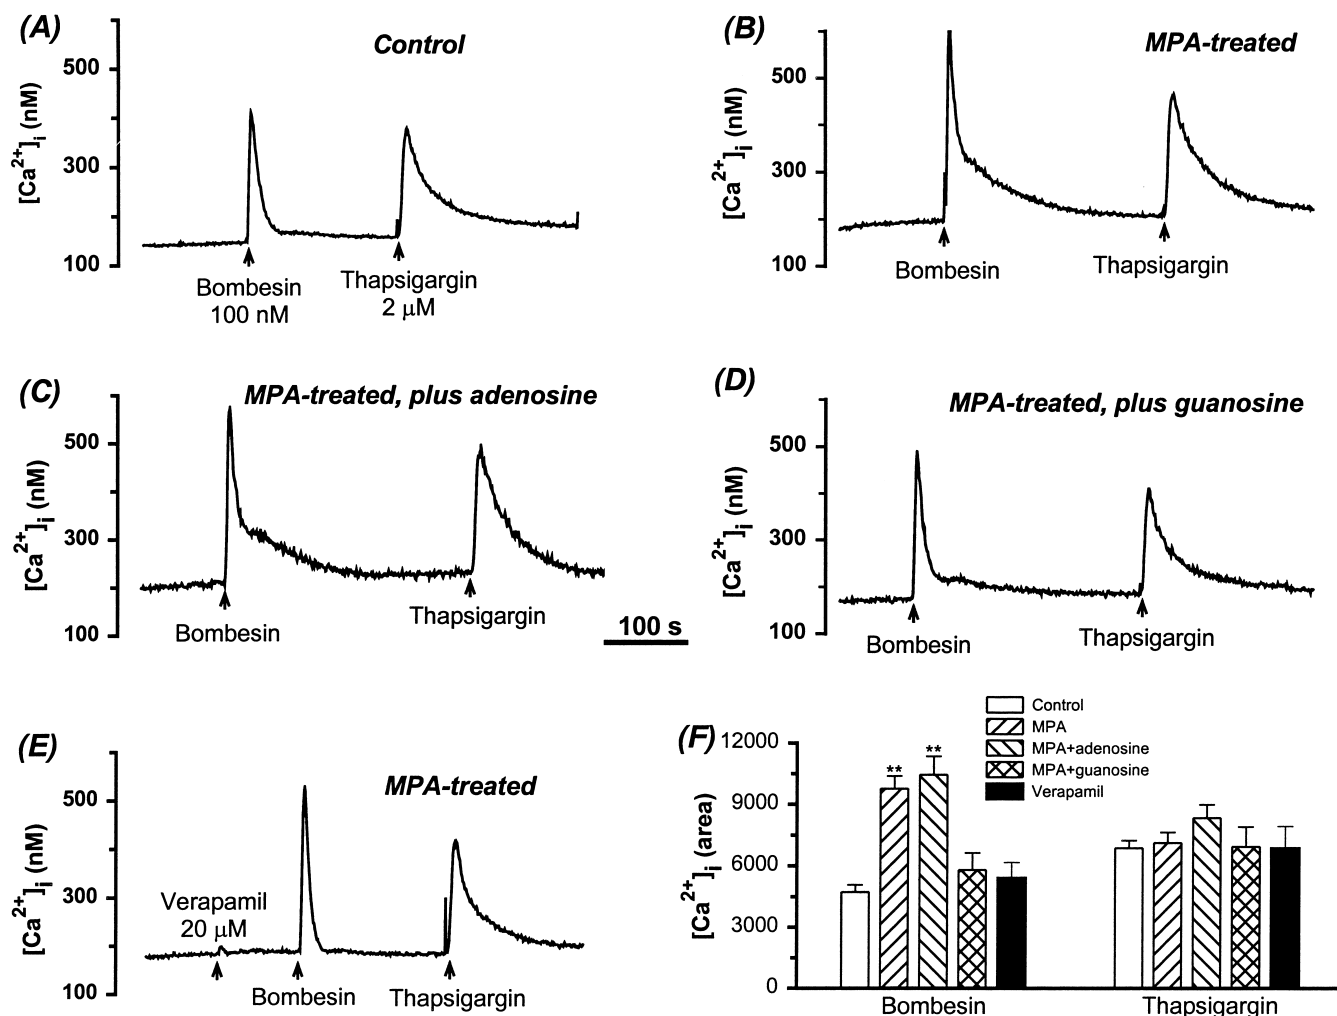 (A)
Control
500
300
100
[Ca2+]i (nM)
Bombesin
100 nM
Thapsigargin
2 μM
(B)
MPA-treated
500
300
100
[Ca2+]i (nM)
Bombesin
Thapsigargin
(C)
MPA-treated, plus adenosine
500
300
100
[Ca2+]i (nM)
Bombesin
Thapsigargin
100 s
(D)
MPA-treated, plus guanosine
500
300
100
[Ca2+]i (nM)
Bombesin
Thapsigargin
(E)
MPA-treated
500
300
100
[Ca2+]i (nM)
Verapamil
20 μM
Bombesin
Thapsigargin
(F)
12000
9000
6000
3000
0
[Ca2+]i (area)
Control
MPA
MPA+adenosine
MPA+guanosine
Verapamil
**
**
Bombesin
Thapsigargin